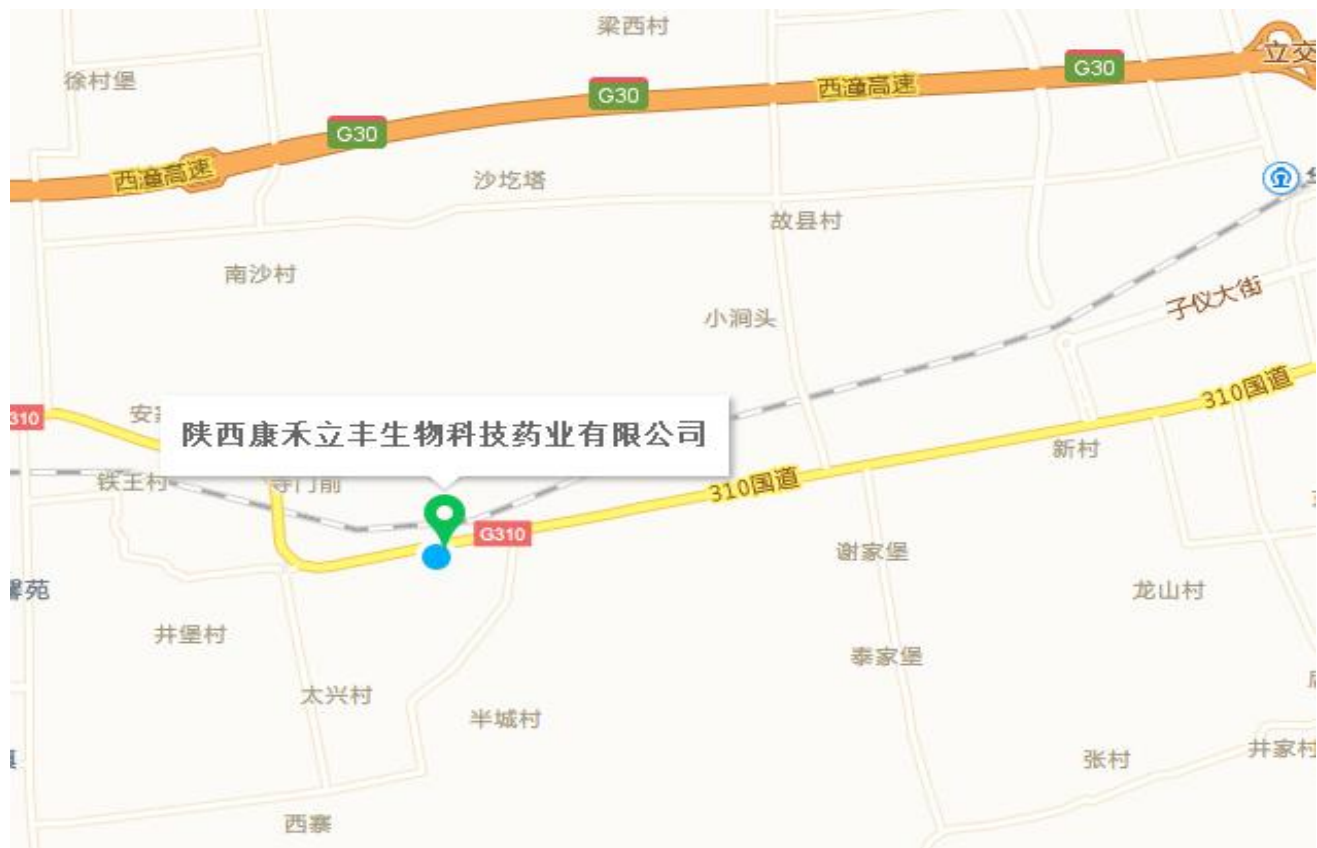 梁西村
立交
G30
徐村堡
G30
西潼高速
G30
西潼高速
沙圪塔
故县村
南沙村
子仪大街
小涧头
310国道
310
安
陕西康禾立丰生物科技药业有限公司
新村
铁王村
寺门前
310国道
G310
谢家堡
馨苑
龙山村
井堡村
泰家堡
太兴村
半城村
井家村
张村
西寨